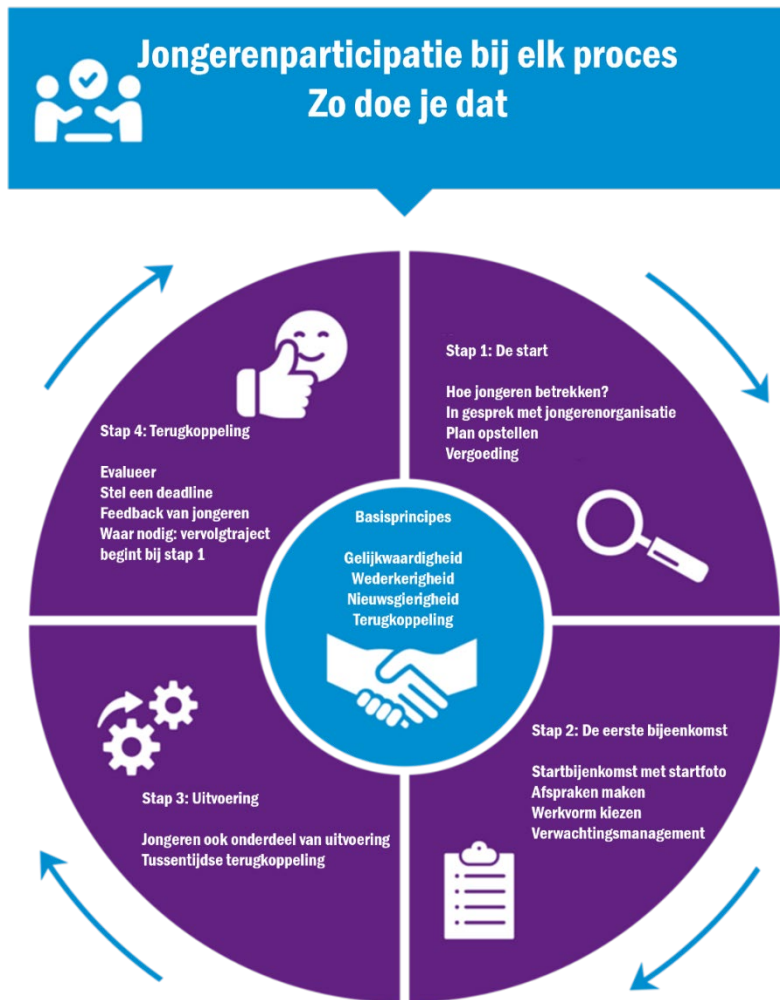 Jongerenparticipatie bij elk proces
Zo doe je dat
Stap 1: De start
Hoe jongeren betrekken?
In gesprek met jongerenorganisatie
Plan opstellen
Vergoeding
Stap 2: De eerste bijeenkomst
Startbijenkomst met startfoto
Afspraken maken
Werkvorm kiezen
Verwachtingsmanagement
Stap 3: Uitvoering
Jongeren ook onderdeel van uitvoering
Tussentijdse terugkoppeling
Stap 4: Terugkoppeling
Evalueer
Stel een deadline
Feedback van jongeren
Waar nodig: vervolgtraject
begint bij stap 1
Basisprincipes
Gelijkwaardigheid
Wederkerigheid
Nieuwsgierigheid
Terugkoppeling